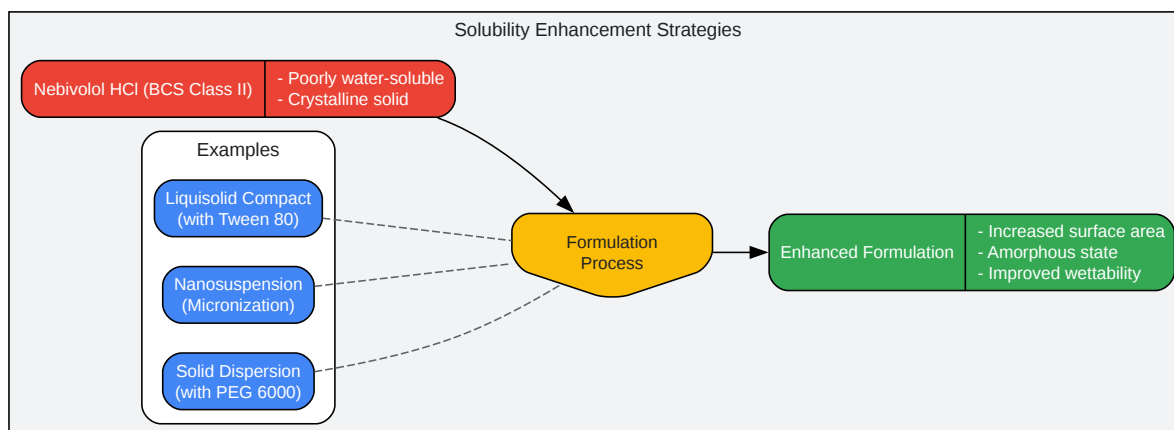 Solubility Enhancement Strategies
Nebivolol HCl (BCS Class II)
- Poorly water-soluble
- Crystalline solid
Examples
Liquisolid Compact
(with Tween 80)
Nanosuspension
(Micronization)
Solid Dispersion
(with PEG 6000)
Formulation
Process
Enhanced Formulation
- Increased surface area
- Amorphous state
- Improved wettability